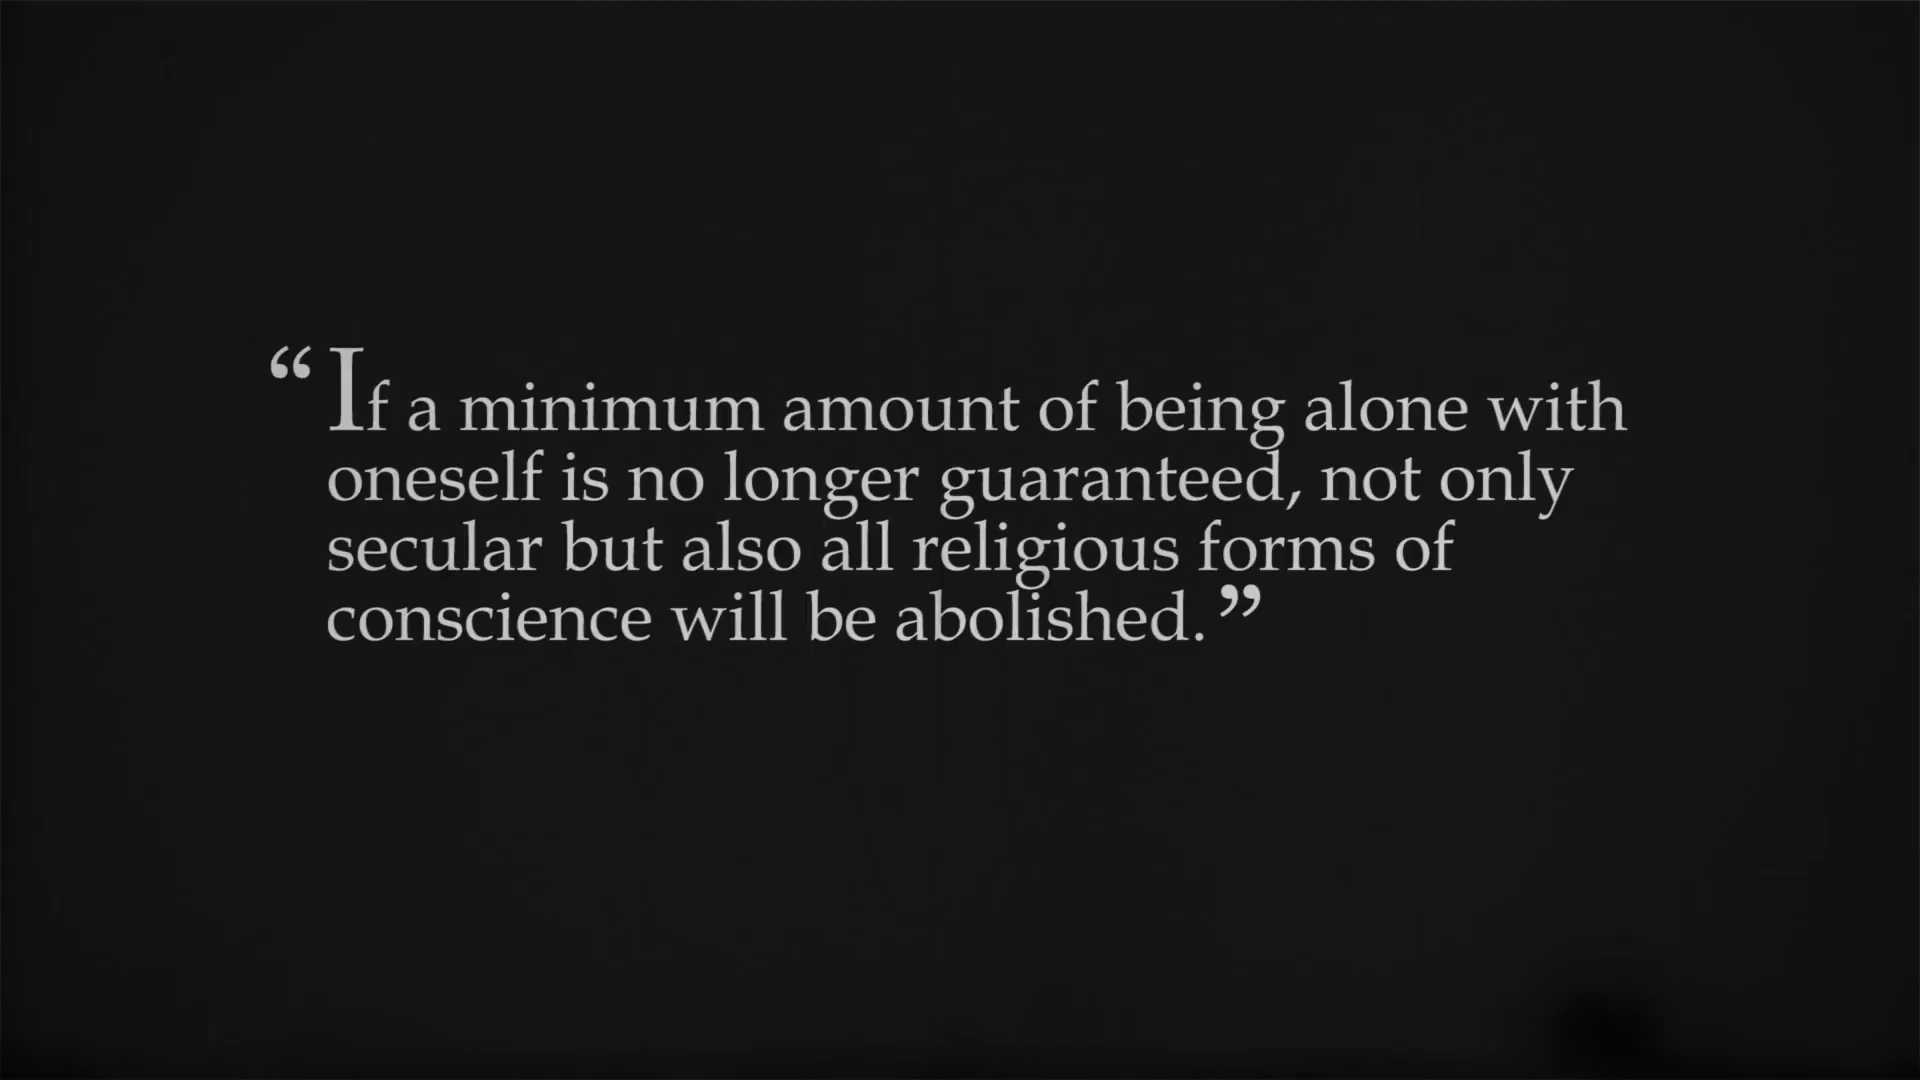 “If a minimum amount of being alone with
oneself is no longer guaranteed, not only
secular but also all religious forms of
conscience will be abolished.”